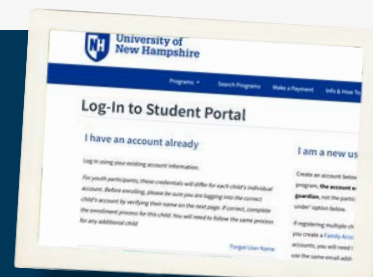 NH
University of
New Hampshire
Programs
Search Programs
Make a Payment
Info & How To
Log-In to Student Portal
I have an account already
Log in using your existing account information.
For youth participants, these credentials will differ for each child's individual
account. Before enrolling, please be sure you are logging into the correct
child's account by verifying their name on the next page. If correct, complete
the enrollment process for this child. You will need to follow the same process
for any additional child
Forgot User Name
I am a new us
Create an account below
program, the account
guardian, not the partic
under" option below.
If registering multiple ch
you create a Family Acco
accounts, you will need t
use the same email addr